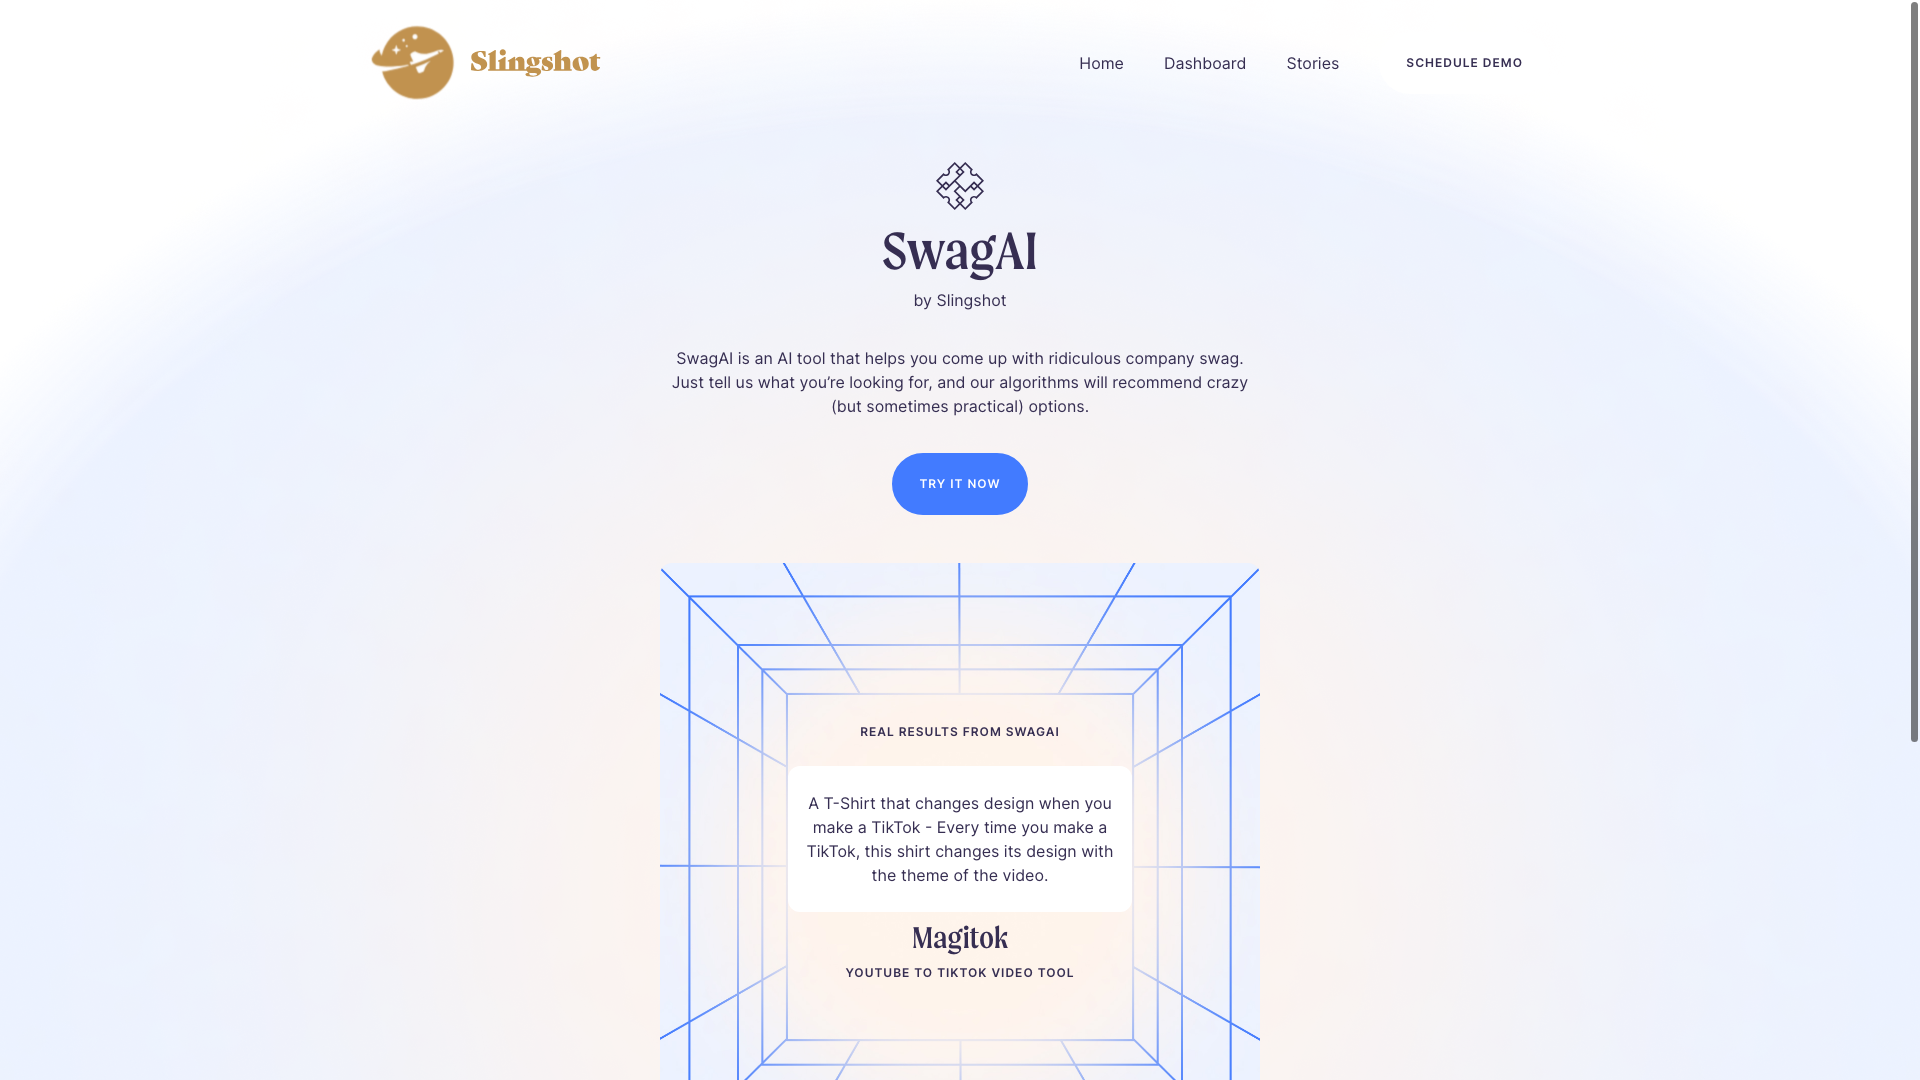 Slingshot
Home
Dashboard
Stories
SCHEDULE DEMO
SwagAI
by Slingshot
SwagAI is an AI tool that helps you come up with ridiculous company swag.
Just tell us what you’re looking for, and our algorithms will recommend crazy
(but sometimes practical) options.
TRY IT NOW
REAL RESULTS FROM SWAGAI
A T-Shirt that changes design when you
make a TikTok - Every time you make a
TikTok, this shirt changes its design with
the theme of the video.
Magitok
YOUTUBE TO TIKTOK VIDEO TOOL